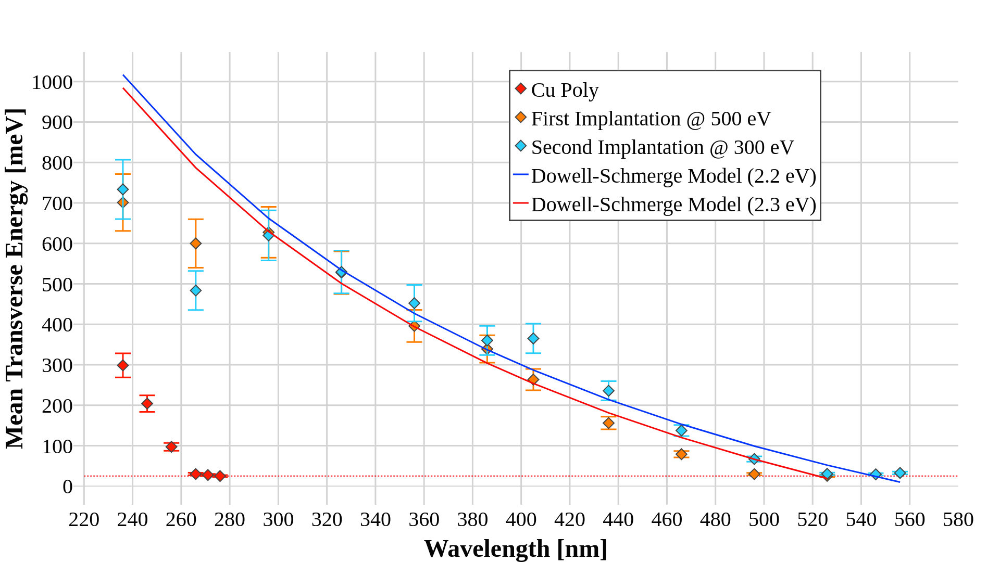 Mean Transverse Energy [meV]
1000
900
800
700
600
500
400
300
200
100
0
Cu Poly
First Implantation @ 500 eV
Second Implantation @ 300 eV
Dowell-Schmerge Model (2.2 eV)
Dowell-Schmerge Model (2.3 eV)
220 240 260 280 300 320 340 360 380 400 420 440 460 480 500 520 540 560 580
Wavelength [nm]